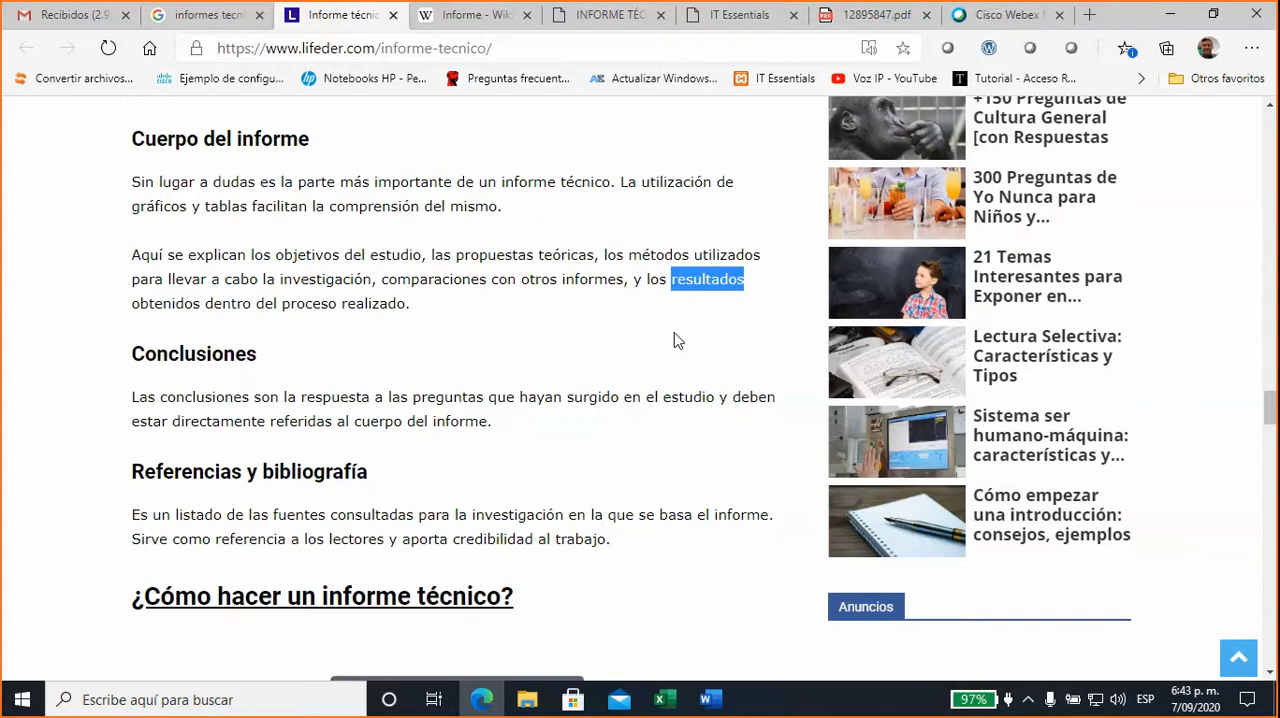 Recibidos (2.9
informes tecni
Informe técnic
Informe - Wiki
INFORME TÉC
IT Essentials
12895847.pdf
Cisco Webex M
https://www.lifeder.com/informe-tecnico/
Convertir archivos...
Ejemplo de configu...
Notebooks HP - Pe...
Preguntas frecuent...
Actualizar Windows...
IT Essentials
Voz IP - YouTube
Tutorial - Acceso R...
Otros favoritos
Cuerpo del informe
Sin lugar a dudas es la parte más importante de un informe técnico. La utilización de
gráficos y tablas facilitan la comprensión del mismo.
Aquí se explican los objetivos del estudio, las propuestas teóricas, los métodos utilizados
para llevar a cabo la investigación, comparaciones con otros informes, y los resultados
obtenidos dentro del proceso realizado.
Conclusiones
Las conclusiones son la respuesta a las preguntas que hayan surgido en el estudio y deben
estar directamente referidas al cuerpo del informe.
Referencias y bibliografía
Es un listado de las fuentes consultadas para la investigación en la que se basa el informe.
Sirve como referencia a los lectores y aporta credibilidad al trabajo.
¿Cómo hacer un informe técnico?
+150 Preguntas de
Cultura General
[con Respuestas
300 Preguntas de
Yo Nunca para
Niños y...
21 Temas
Interesantes para
Exponer en...
Lectura Selectiva:
Características y
Tipos
Sistema ser
humano-máquina:
características y...
Cómo empezar
una introducción:
consejos, ejemplos
Anuncios
Escribe aquí para buscar
97%
ESP
6:43 p. m.
7/09/2020